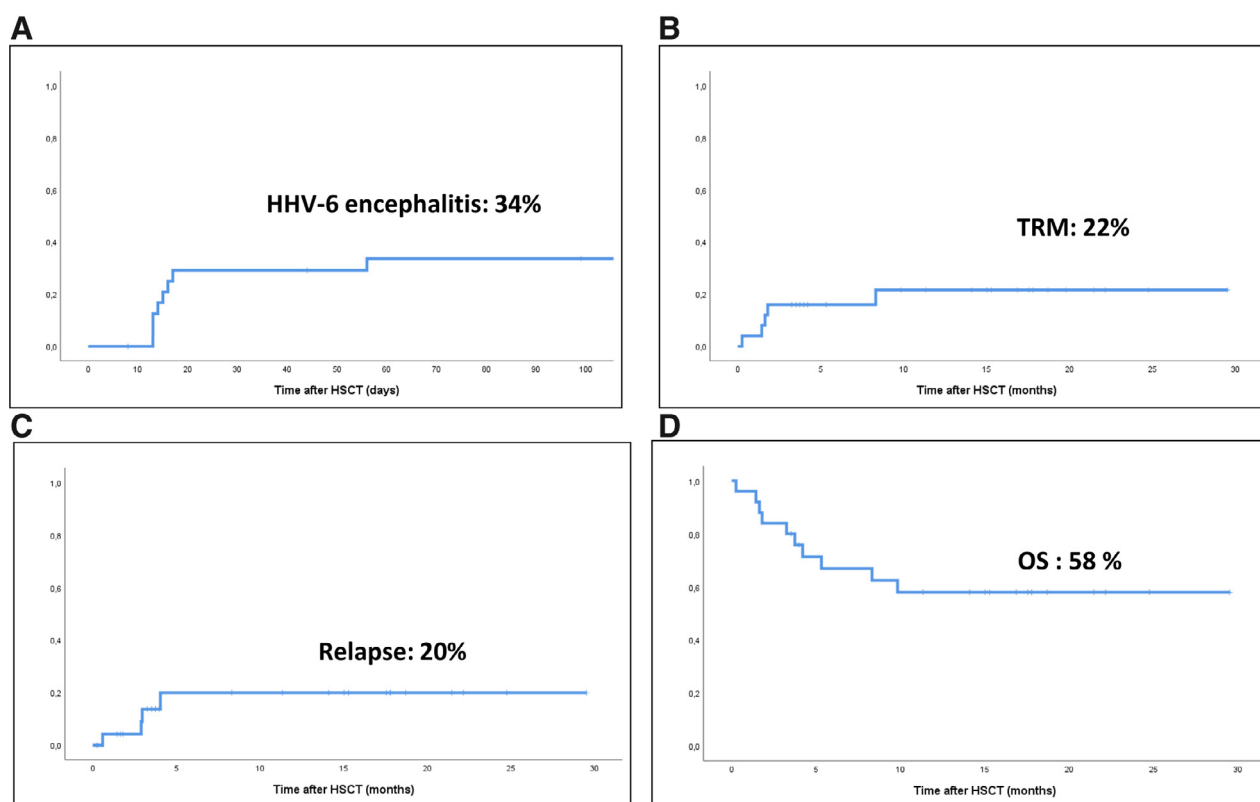 A
1,0
0,8
0,6
0,4
0,2
0,0
HHV-6 encephalitis: 34%
0 10 20 30 40 50 60 70 80 90 100
Time after HSCT (days)
B
1,0
0,8
0,6
0,4
0,2
0,0
TRM: 22%
0 5 10 15 20 25 30
Time after HSCT (months)
C
1,0
0,8
0,6
0,4
0,2
0,0
Relapse: 20%
0 5 10 15 20 25 30
Time after HSCT (months)
D
1,0
0,8
0,6
0,4
0,2
0,0
OS : 58 %
0 5 10 15 20 25 30
Time after HSCT (months)